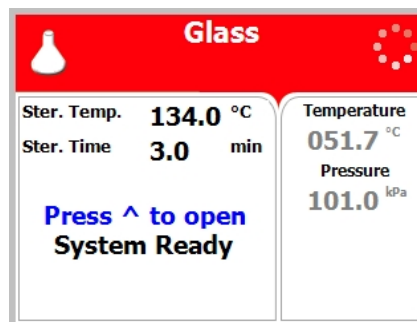 Glass
Ster. Temp. 134.0 °C
Ster. Time 3.0 min
Press ^ to open
System Ready
Temperature
051.7 °C
Pressure
101.0 kPa